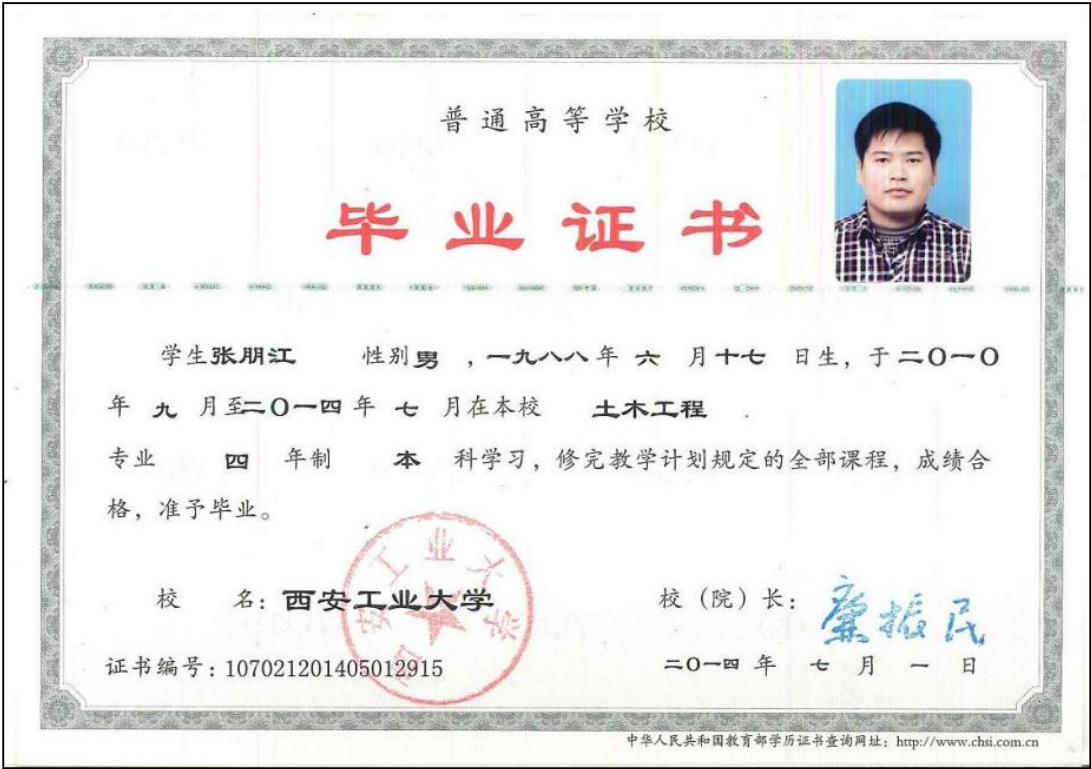 普通高等学校
毕业证书
学生张朋江 性别男，一九八八年 六 月十七 日生，于二〇一〇
年 九 月至二〇一四年 七 月在本校 土木工程
专业 四 年制 本 科学习，修完教学计划规定的全部课程，成绩合
格，准予毕业。
西安工业大学
校 名：西安工业大学
校（院）长：
证书编号：107021201405012915
二〇一四 年 七 月 一 日
中华人民共和国教育部学历证书查询网址：http://www.chsi.com.cn